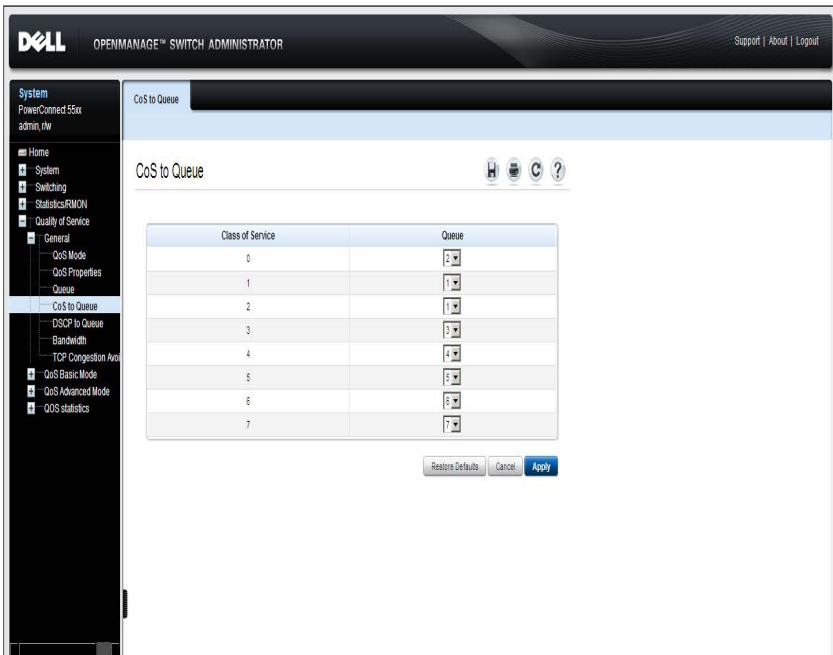 DELL OPENMANAGE™ SWITCH ADMINISTRATOR
Support | About | Logout
System
PowerConnect 55xx
admin, r/w
Home
System
Switching
Statistics/RMON
Quality of Service
General
QoS Mode
QoS Properties
Queue
CoS to Queue
DSCP to Queue
Bandwidth
TCP Congestion Avoi
QoS Basic Mode
QoS Advanced Mode
QOS statistics
CoS to Queue
CoS to Queue
Class of Service Queue
0 2
1 1
2 1
3 3
4 4
5 5
6 6
7 7
Restore Defaults Cancel Apply